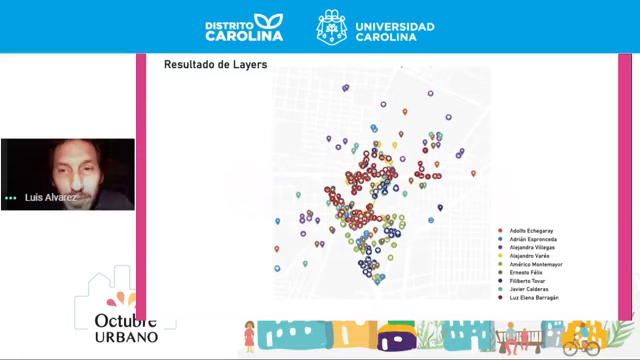 DISTRITO
CAROLINA
UNIVERSIDAD
CAROLINA
Resultado de Layers
Luis Alvarez
Adolfo Echegaray
Adrián Espronceda
Alejandra Villegas
Alejandro Varés
Américo Montemayor
Ernesto Félix
Filiberto Tovar
Javier Calderas
Luz Elena Barragán
Octubre
URBANO